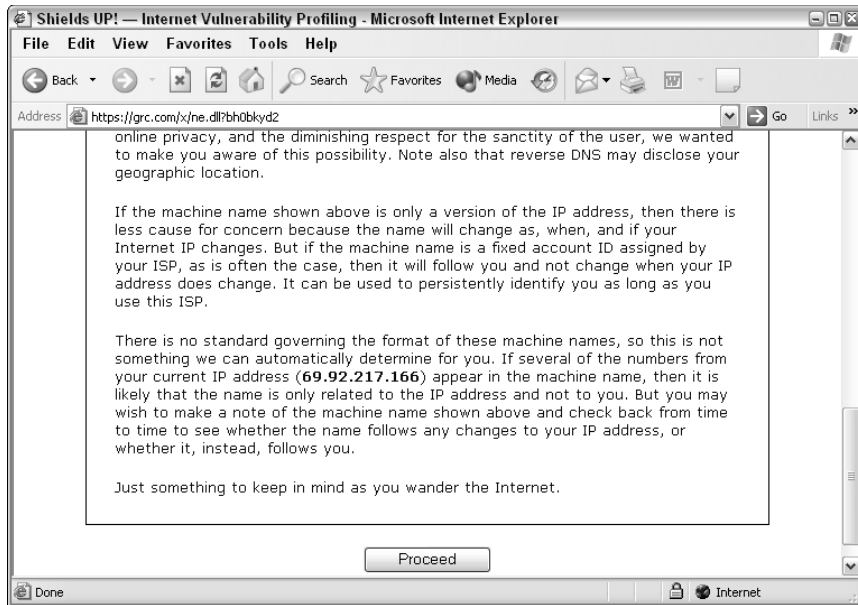 Shields UP! — Internet Vulnerability Profiling - Microsoft Internet Explorer
File Edit View Favorites Tools Help
Back Search Favorites Media
Address https://grc.com/x/ne.dll?bh0bkyd2 Go Links »
online privacy, and the diminishing respect for the sanctity of the user, we wanted
to make you aware of this possibility. Note also that reverse DNS may disclose your
geographic location.
If the machine name shown above is only a version of the IP address, then there is
less cause for concern because the name will change as, when, and if your
Internet IP changes. But if the machine name is a fixed account ID assigned by
your ISP, as is often the case, then it will follow you and not change when your IP
address does change. It can be used to persistently identify you as long as you
use this ISP.
There is no standard governing the format of these machine names, so this is not
something we can automatically determine for you. If several of the numbers from
your current IP address (69.92.217.166) appear in the machine name, then it is
likely that the name is only related to the IP address and not to you. But you may
wish to make a note of the machine name shown above and check back from time
to time to see whether the name follows any changes to your IP address, or
whether it, instead, follows you.
Just something to keep in mind as you wander the Internet.
Proceed
Done Internet